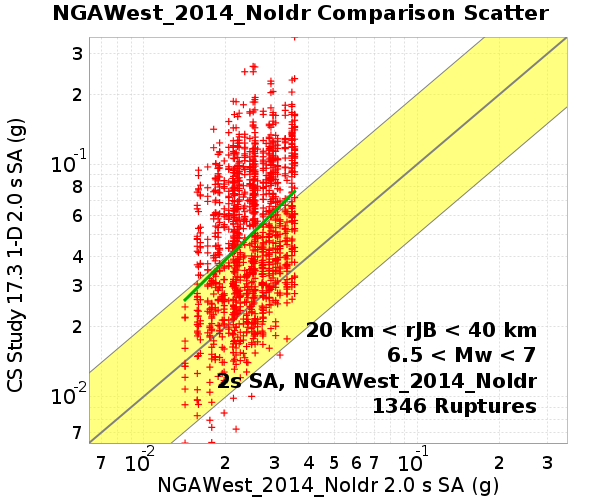 NGAWest_2014_NoIdr Comparison Scatter
CS Study 17.3 1-D 2.0 s SA (g)
3
2
10-1
8
6
4
3
2
10-2
7
20 km < rJB < 40 km
6.5 < Mw < 7
2s SA, NGAWest_2014_NoIdr
1346 Ruptures
7 10-2 2 3 4 5 6 7 10-1 2 3
NGAWest_2014_NoIdr 2.0 s SA (g)